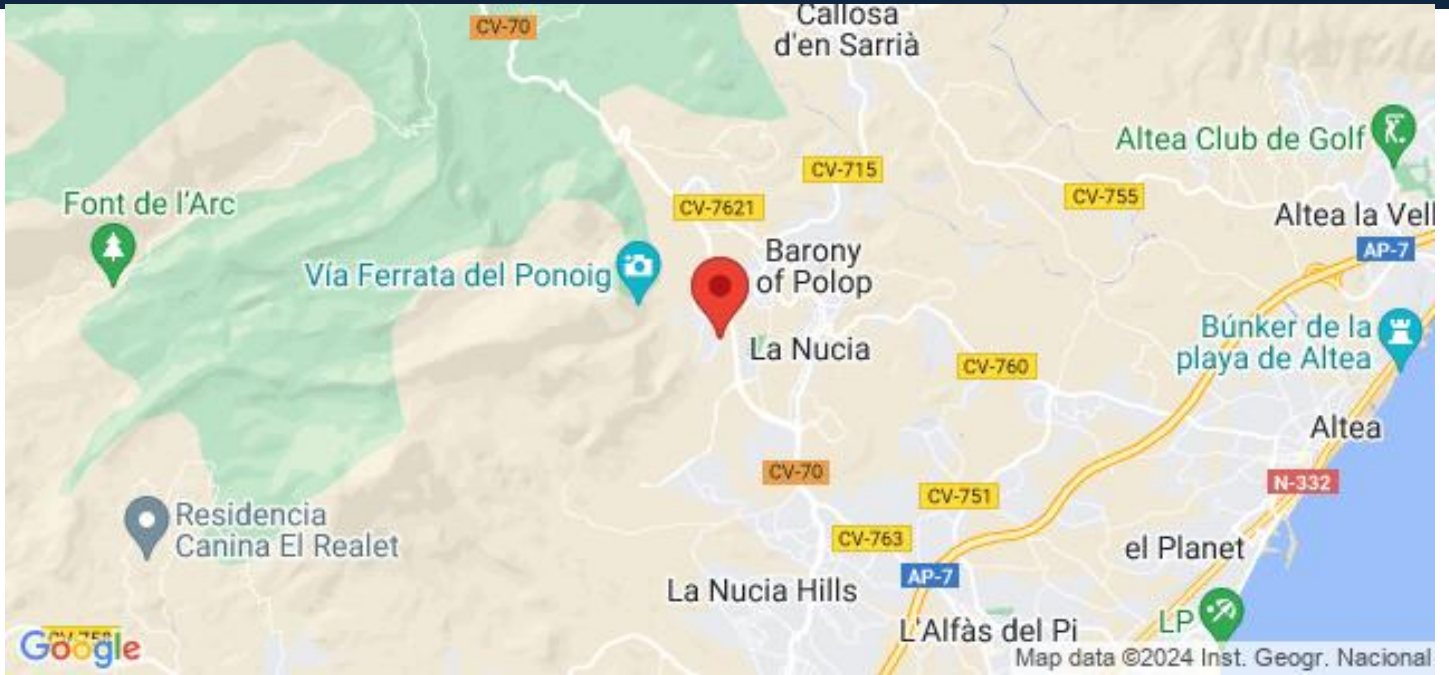 Callosa
d'en Sarrià
CV-70
Altea Club de Golf
CV-715
CV-755
Font de l'Arc
CV-7621
Altea la Vell
Barony
of Polop
AP-7
Vía Ferrata del Ponoig
Búnker de la
playa de Altea
La Nucia
CV-760
Altea
CV-70
N-332
CV-751
Residencia
Canina El Realet
CV-763
el Planet
AP-7
La Nucia Hills
LP
L'Alfàs del Pi
CV-758
Google
Map data ©2024 Inst. Geogr. Nacional